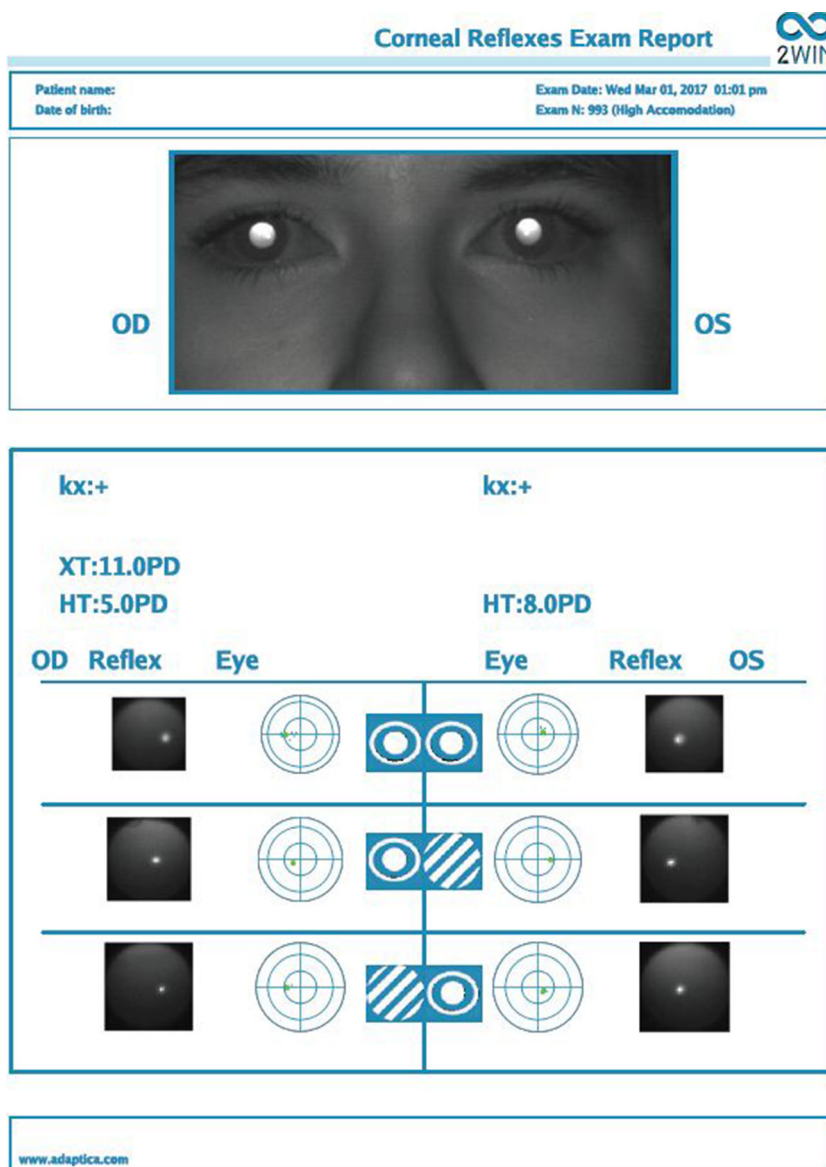 Corneal Reflexes Exam Report
2WIN
Patient name:
Exam Date: Wed Mar 01, 2017 01:01 pm
Date of birth:
Exam N: 993 (High Accomodation)
OD
OS
kx:+
kx:+
XT:11.0PD
HT:5.0PD
HT:8.0PD
OD Reflex Eye
Eye Reflex OS
www.adaptica.com